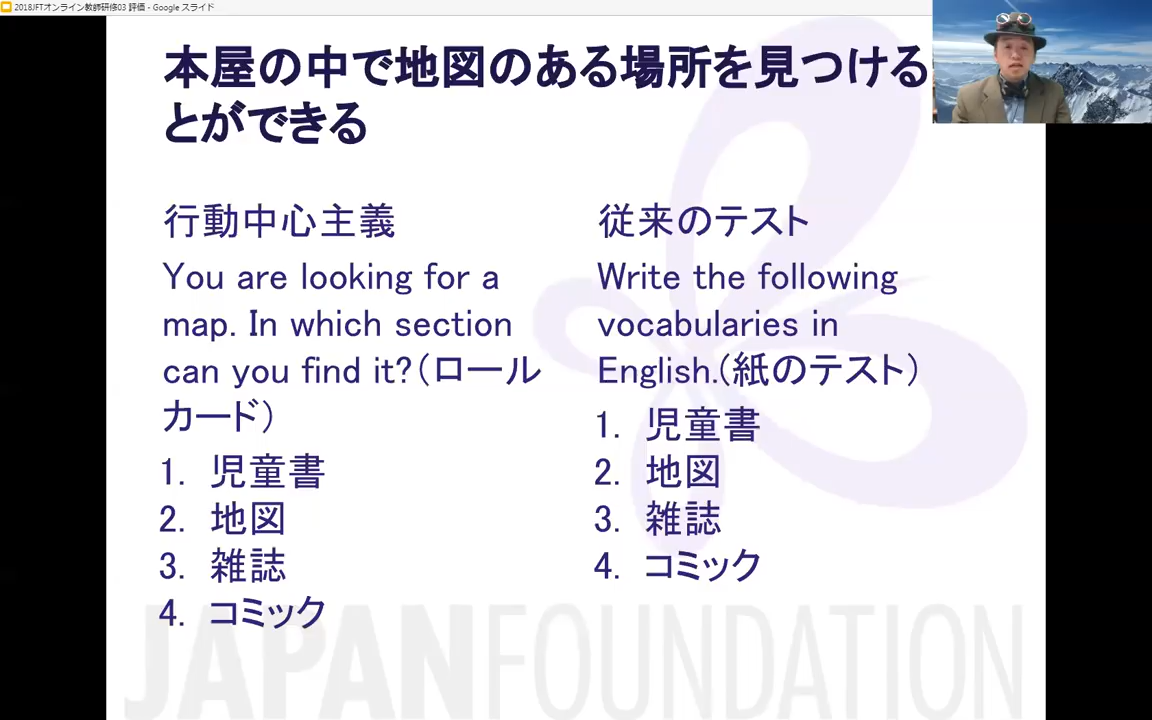 2018JFTオンライン教師研修03 評価 - Google スライド
本屋の中で地図のある場所を見つける
とができる
行動中心主義
You are looking for a
map. In which section
can you find it?(ロール
カード)
1. 児童書
2. 地図
3. 雑誌
4. コミック
従来のテスト
Write the following
vocabularies in
English.(紙のテスト)
1. 児童書
2. 地図
3. 雑誌
4. コミック
JAPANFOUNDATION